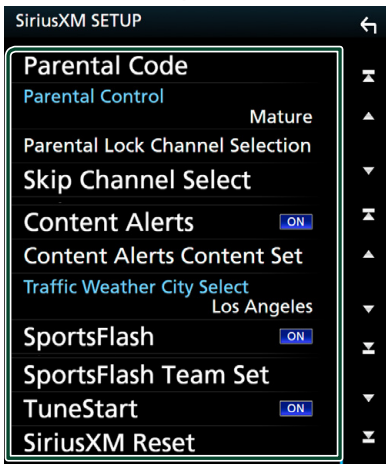 SiriusXM SETUP
Parental Code
Parental Control
Mature
Parental Lock Channel Selection
Skip Channel Select
Content Alerts ON
Content Alerts Content Set
Traffic Weather City Select
Los Angeles
SportsFlash ON
SportsFlash Team Set
TuneStart ON
SiriusXM Reset